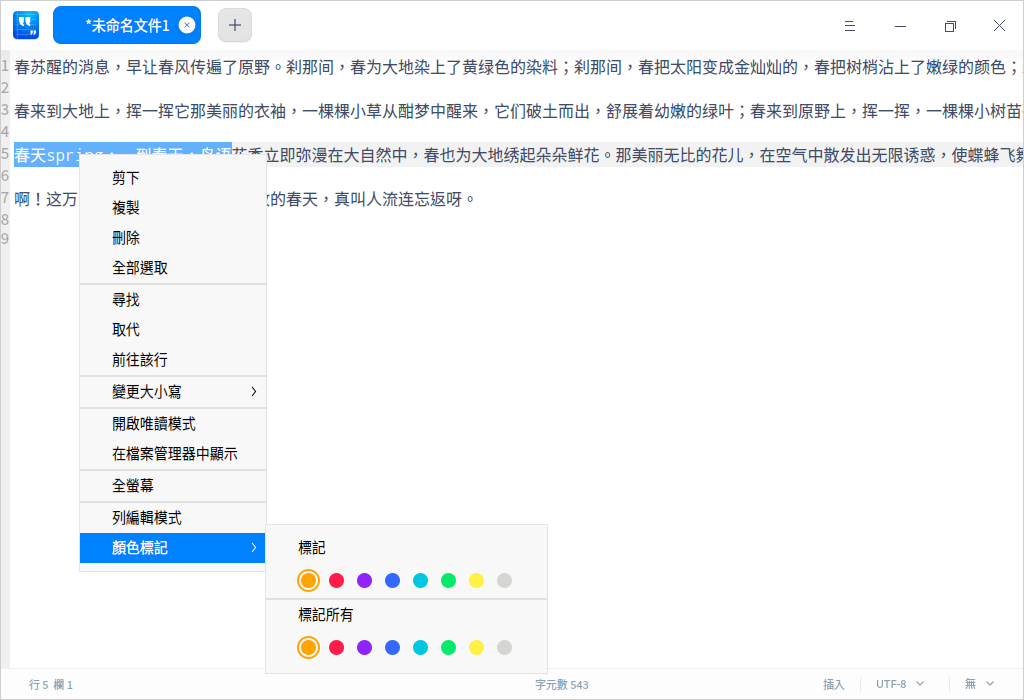 *未命名文件1
1 春苏醒的消息，早让春风传遍了原野。刹那间，春为大地染上了黄绿色的染料；刹那间，春把太阳变成金灿灿的，春把树梢沾上了嫩绿的颜色；
2
3 春来到大地上，挥一挥它那美丽的衣袖，一棵棵小草从酣梦中醒来，它们破土而出，舒展着幼嫩的绿叶；春来到原野上，挥一挥，一棵棵小树苗
4
5 春天spring 到春天，鸟语花香立即弥漫在大自然中，春也为大地绣起朵朵鲜花。那美丽无比的花儿，在空气中散发出无限诱惑，使蝶蜂飞舞
6
7 啊！这万 的春天，真叫人流连忘返呀。
8
9
剪下
複製
刪除
全部選取
尋找
取代
前往該行
變更大小寫
開啟唯讀模式
在檔案管理器中顯示
全螢幕
列編輯模式
顏色標記
標記
標記所有
行 5 欄 1 字元數 543 插入 UTF-8 無